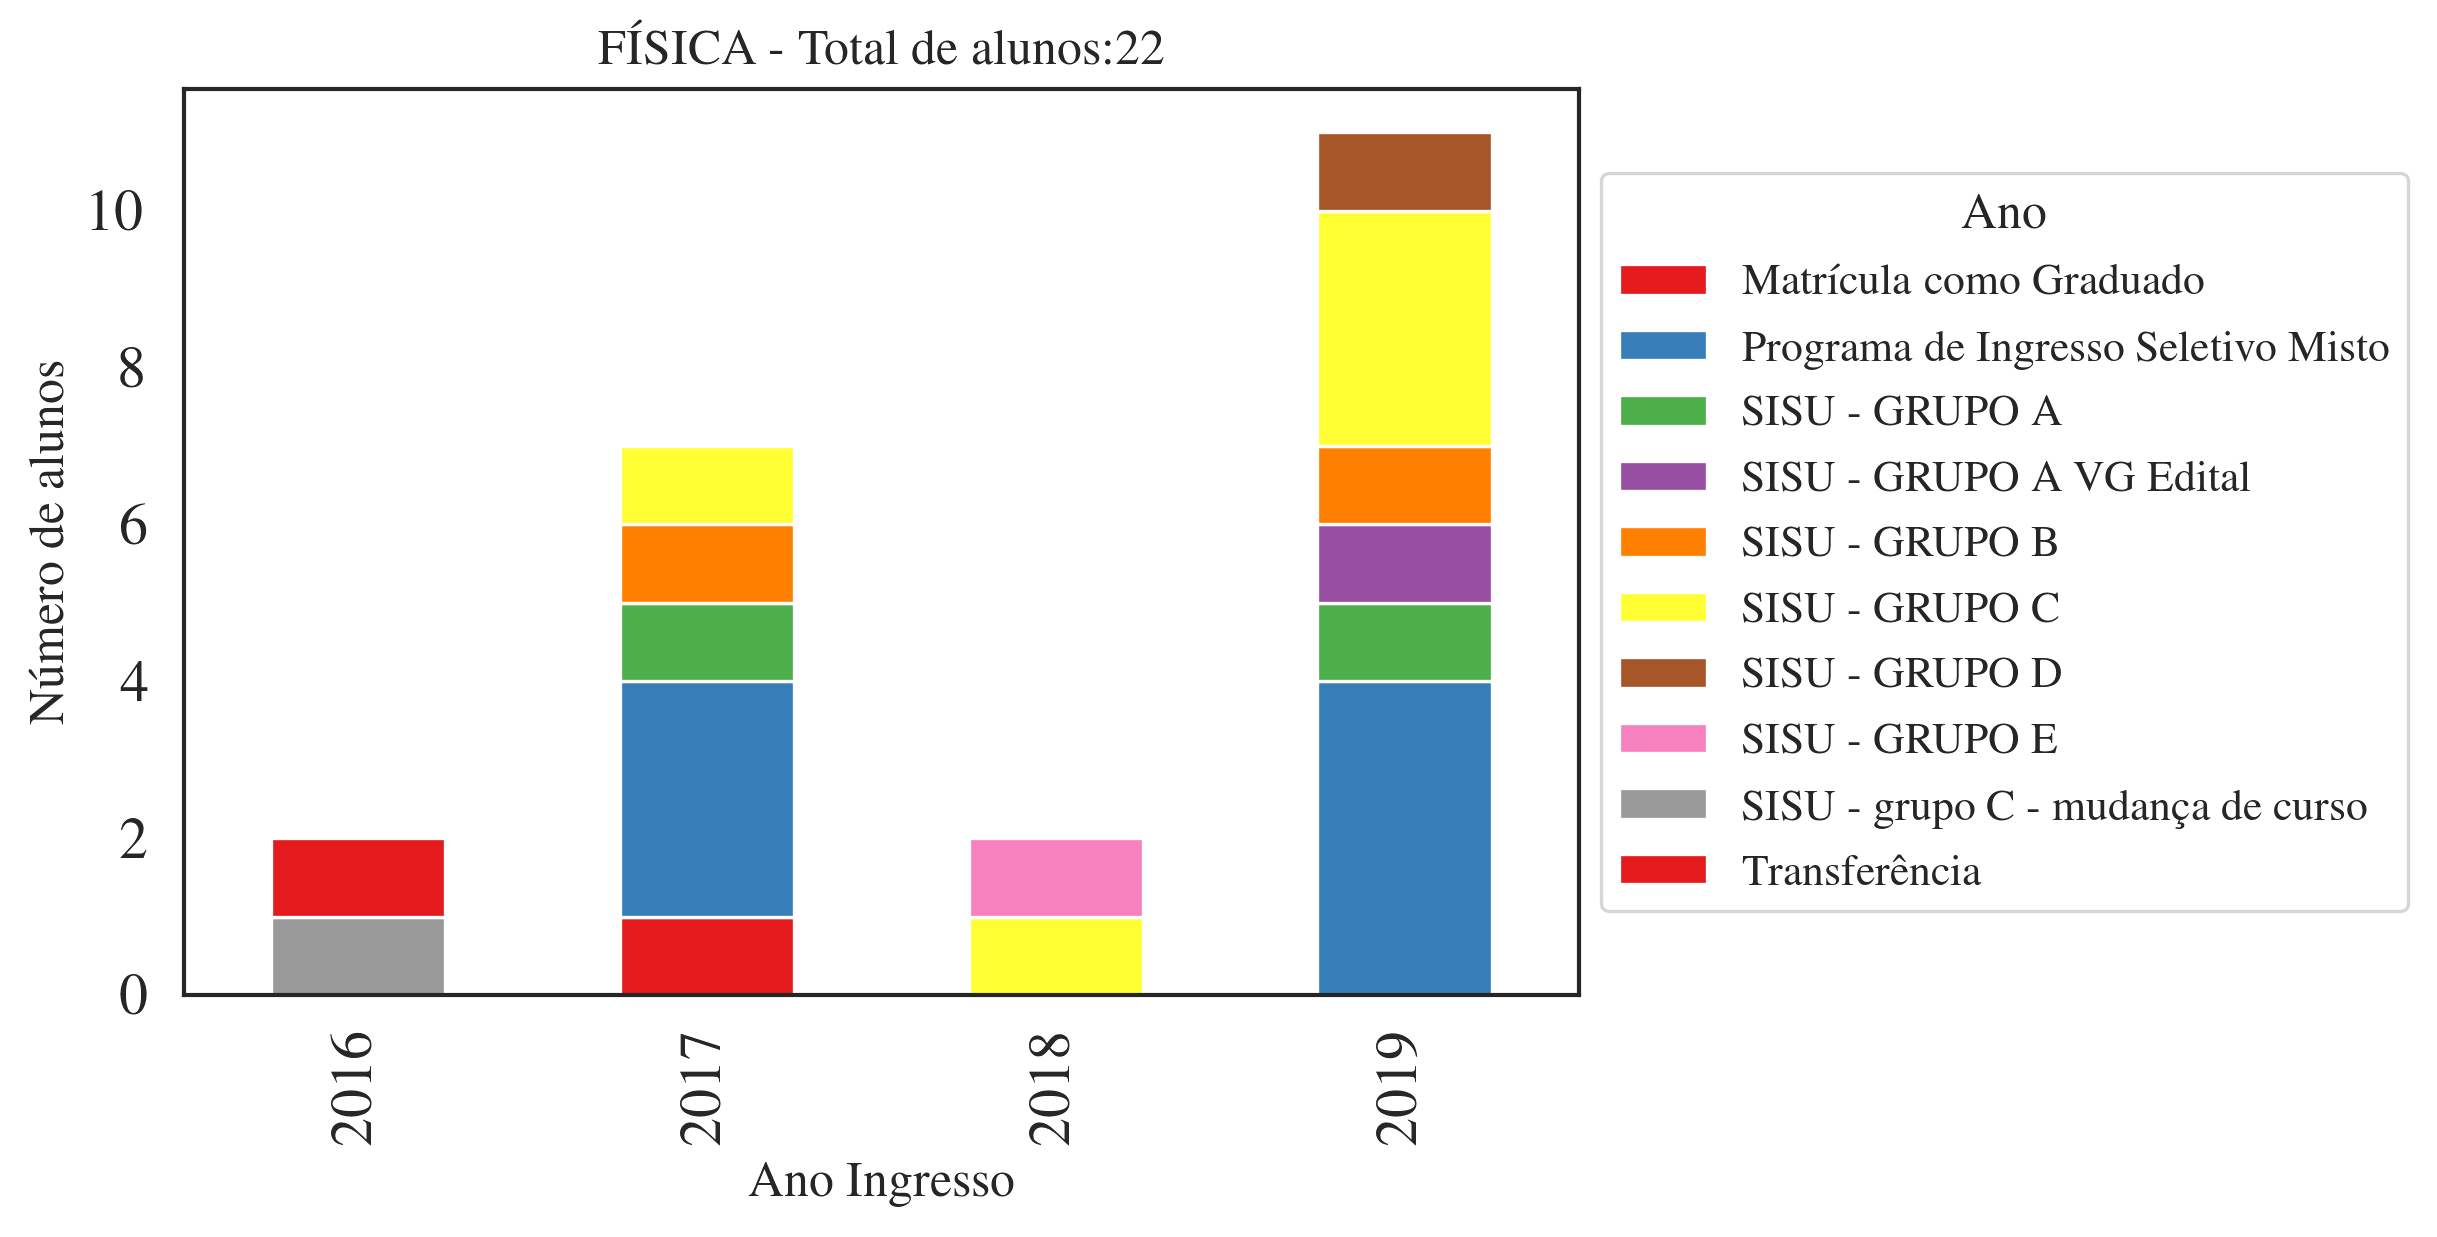 FÍSICA - Total de alunos:22
Número de alunos
10
8
6
4
2
0
2016
2017
2018
2019
Ano Ingresso
Ano
Matrícula como Graduado
Programa de Ingresso Seletivo Misto
SISU - GRUPO A
SISU - GRUPO A VG Edital
SISU - GRUPO B
SISU - GRUPO C
SISU - GRUPO D
SISU - GRUPO E
SISU - grupo C - mudança de curso
Transferência